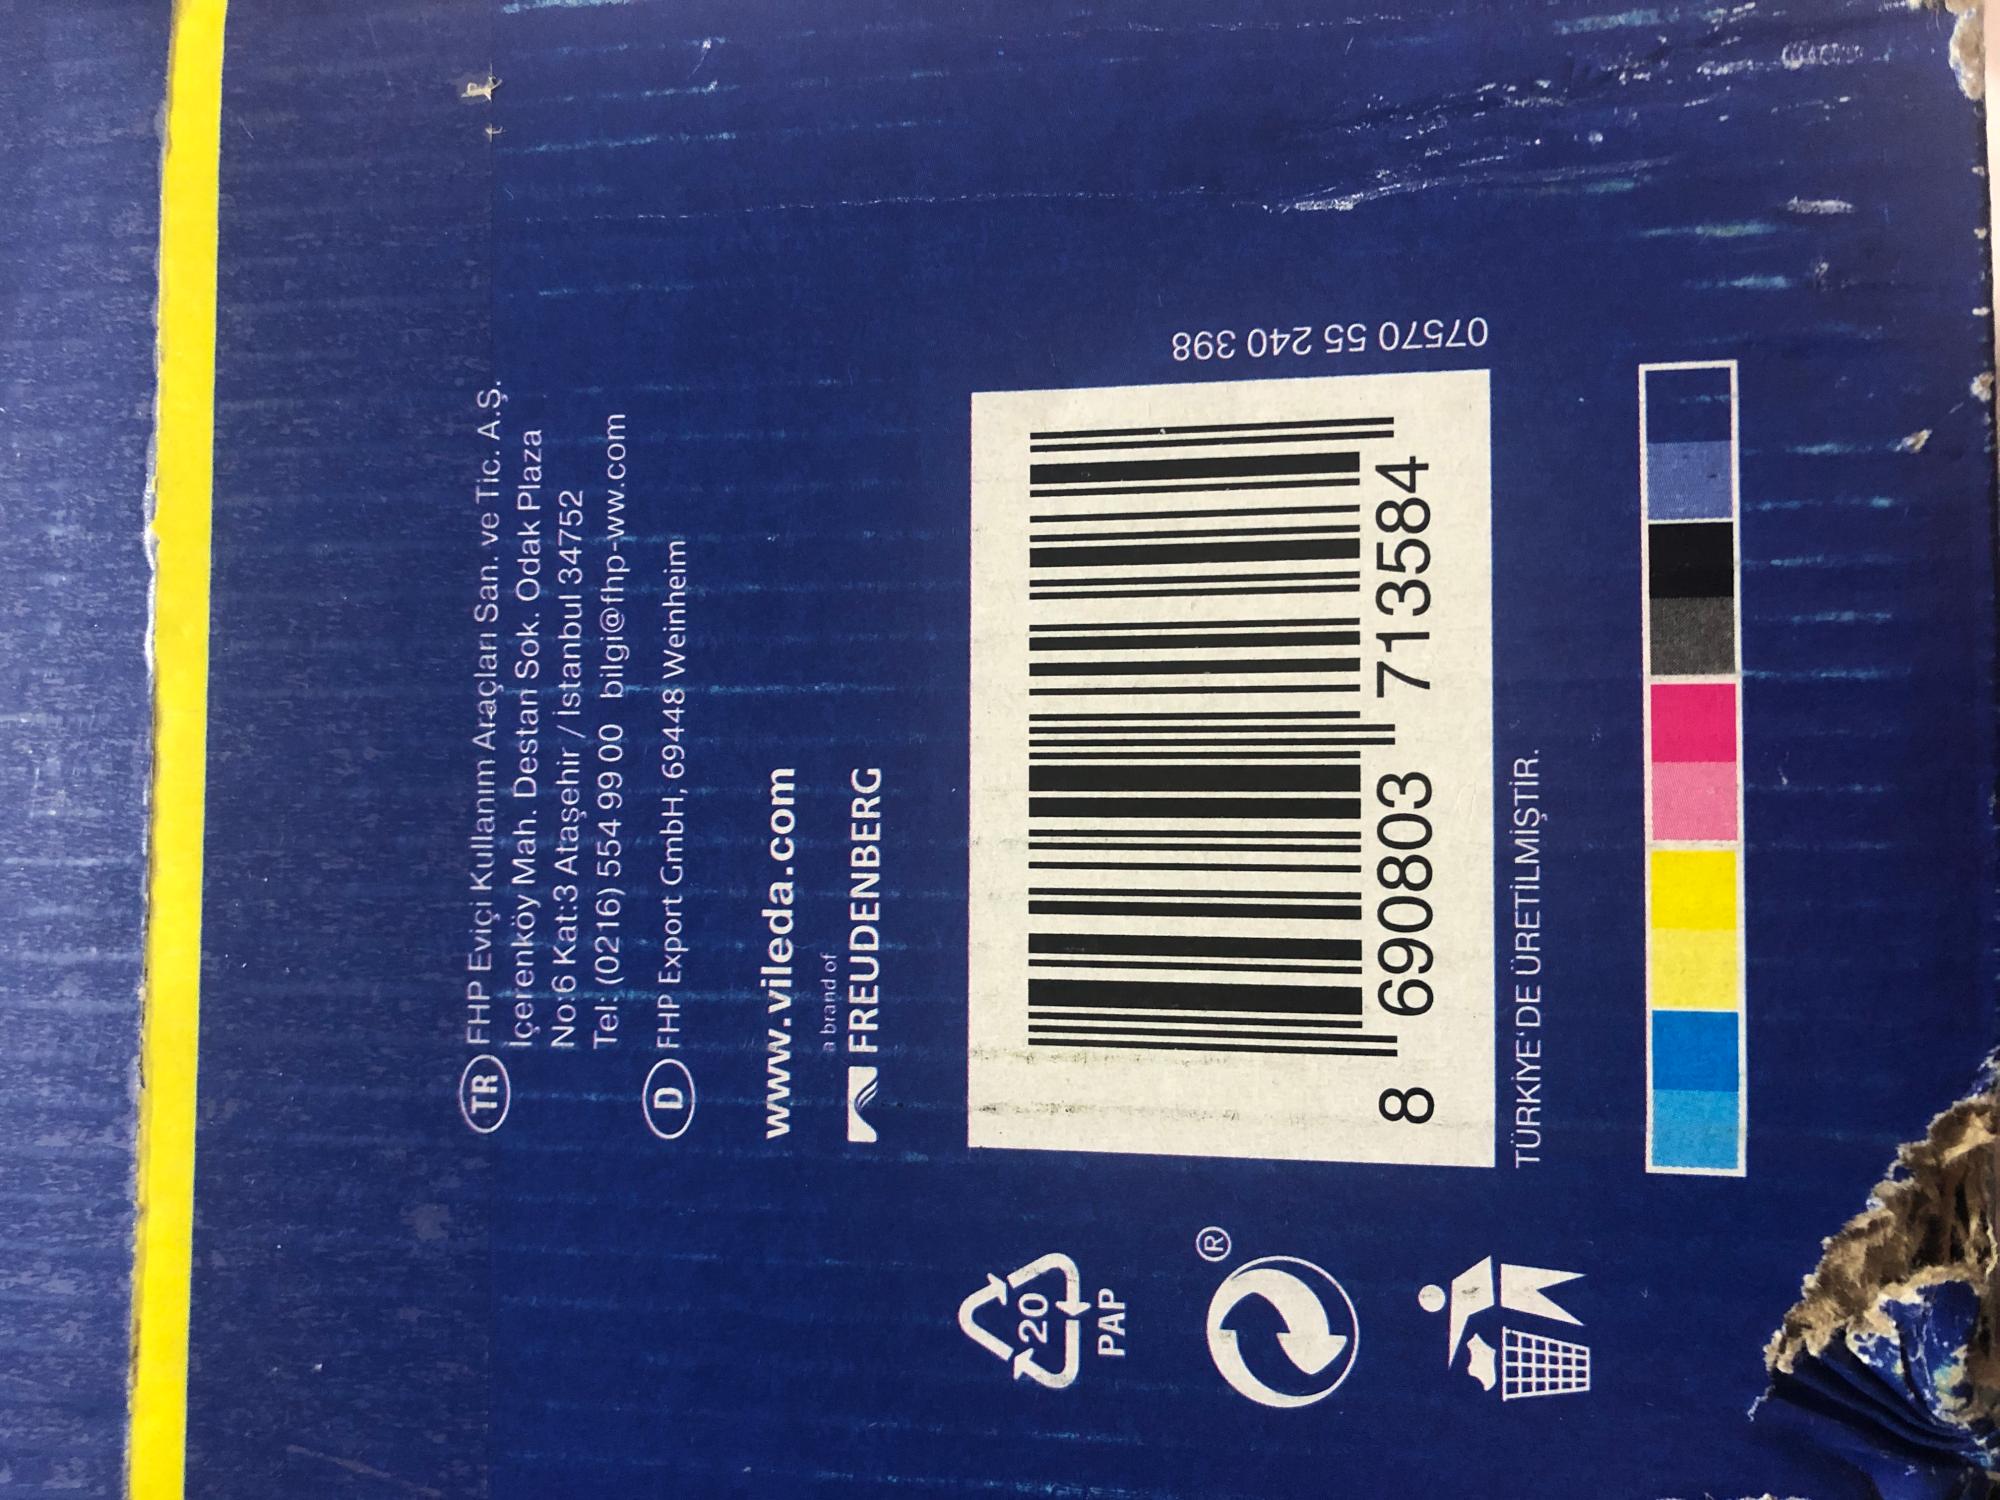 TR FHP Eviçi Kullanım Araçları San. ve Tic. A.Ş.
İçerenköy Mah. Destan Sok. Odak Plaza
No:6 Kat:3 Ataşehir / İstanbul 34752
Tel: (0216) 554 99 00 bilgi@fhp-ww.com
D FHP Export GmbH, 69448 Weinheim
www.vileda.com
a brand of
FREUDENBERG
07570 55 240 398
8 690803 713584
TÜRKİYE'DE ÜRETİLMİŞTİR.
20
PAP
®